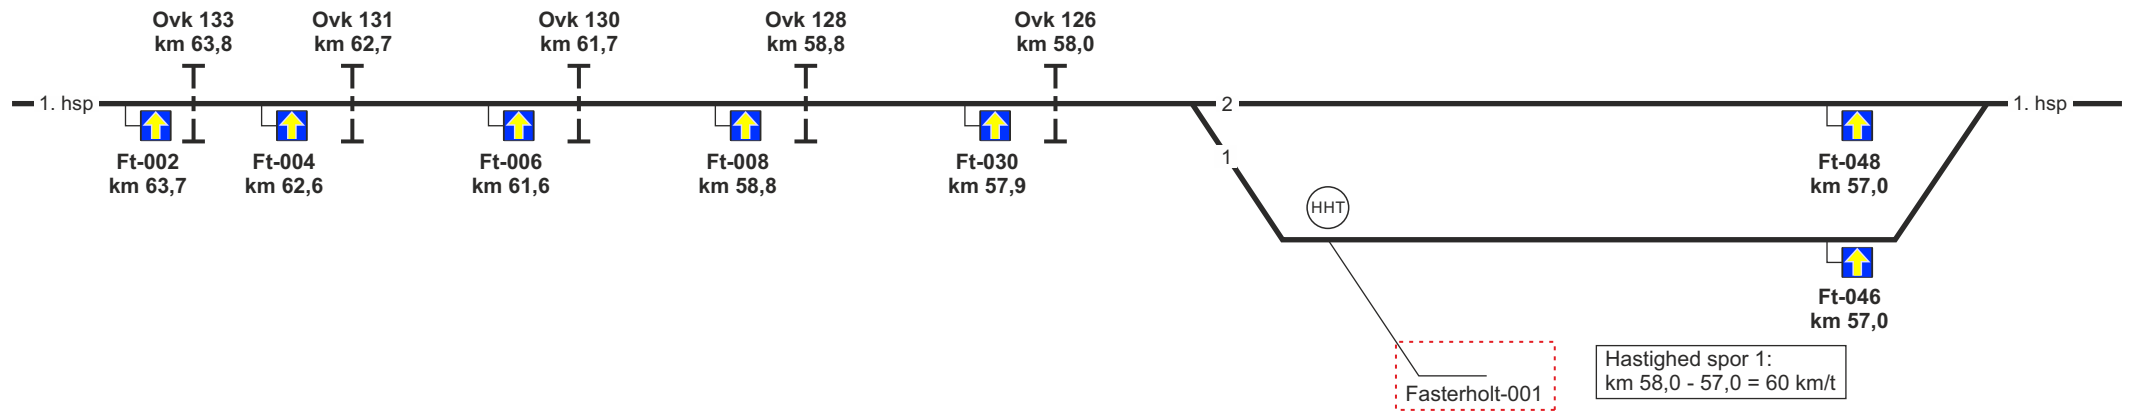 Ovk 133
km 63,8
Ovk 131
km 62,7
Ovk 130
km 61,7
Ovk 128
km 58,8
Ovk 126
km 58,0
1. hsp
2
1. hsp
Ft-002
km 63,7
Ft-004
km 62,6
Ft-006
km 61,6
Ft-008
km 58,8
Ft-030
km 57,9
1
Ft-048
km 57,0
HHT
Ft-046
km 57,0
Fasterholt-001
Hastighed spor 1:
km 58,0 - 57,0 = 60 km/t